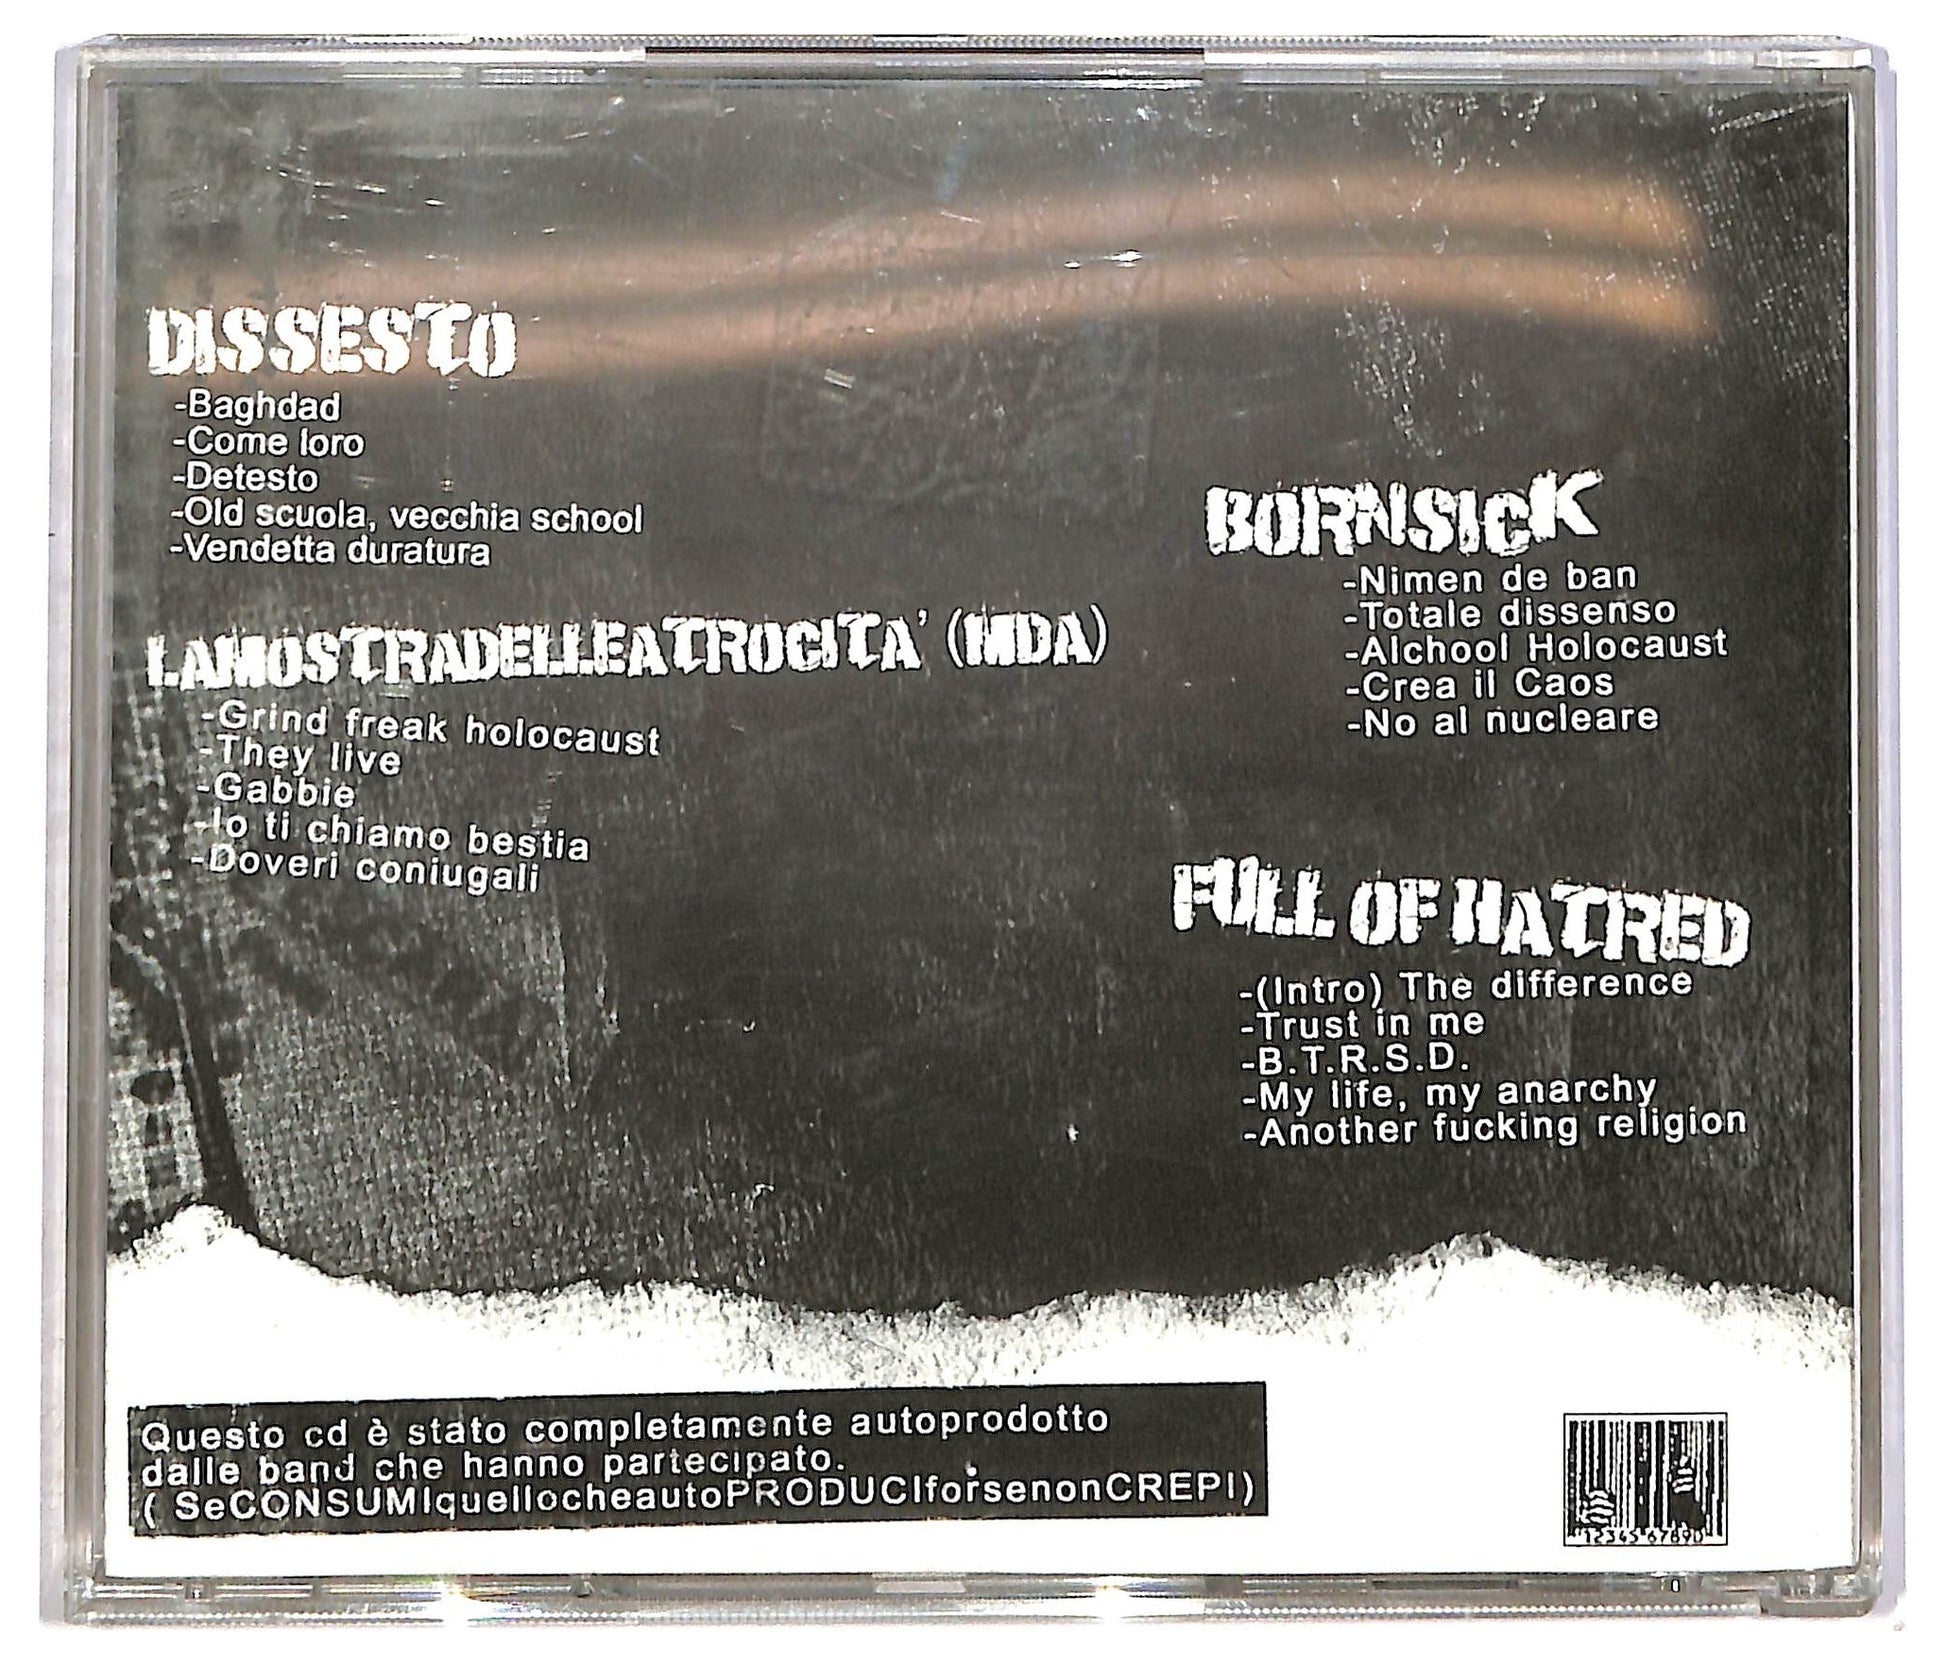 DISSESTO
-Baghdad
-Come loro
-Detesto
-Old scuola, vecchia school
-Vendetta duratura
LAMOSTRADELLEATROCITA' (MDA)
-Grind freak holocaust
-They live
-Gabbie
-Io ti chiamo bestia
-Doveri coniugali
BORNSICK
-Nimen de ban
-Totale dissenso
-Alchool Holocaust
-Crea il Caos
-No al nucleare
FULL OF HATRED
-(Intro) The difference
-Trust in me
-B.T.R.S.D.
-My life, my anarchy
-Another fucking religion
Questo cd è stato completamente autoprodotto
dalle band che hanno partecipato.
( SeCONSUMIquellocheautoPRODUCIforsenonCREPI)
12345 67890